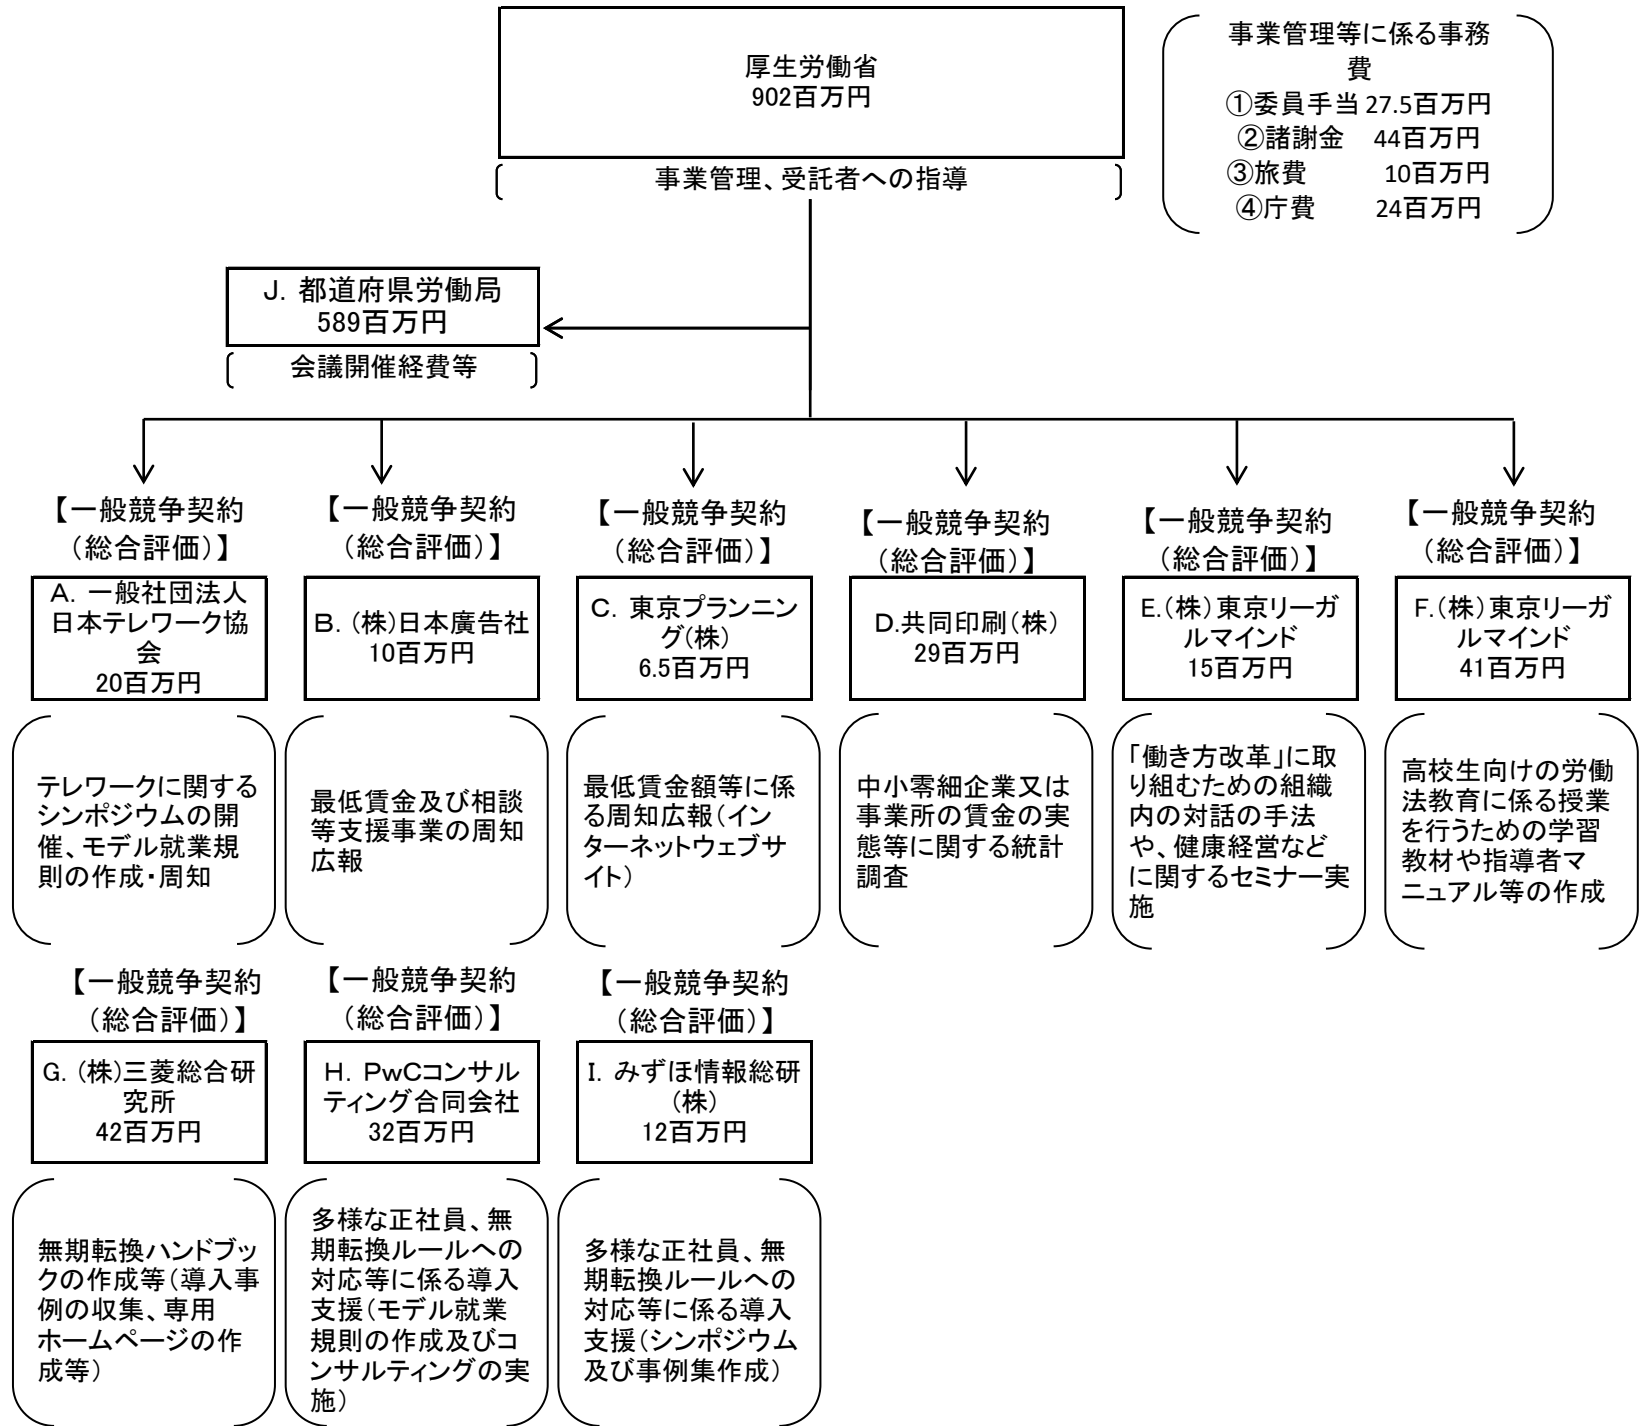 厚生労働省
902百万円
事業管理、受託者への指導
事業管理等に係る事務
費
①委員手当 27.5百万円
②諸謝金 44百万円
③旅費 10百万円
④庁費 24百万円
J. 都道府県労働局
589百万円
会議開催経費等
【一般競争契約
(総合評価)】
A. 一般社団法人
日本テレワーク協
会
20百万円
テレワークに関する
シンポジウムの開
催、モデル就業規
則の作成・周知
【一般競争契約
(総合評価)】
B. (株)日本廣告社
10百万円
最低賃金及び相談
等支援事業の周知
広報
【一般競争契約
(総合評価)】
C. 東京プランニン
グ(株)
6.5百万円
最低賃金額等に係
る周知広報(イン
ターネットウェブサ
イト)
【一般競争契約
(総合評価)】
D.共同印刷(株)
29百万円
中小零細企業又は
事業所の賃金の実
態等に関する統計
調査
【一般競争契約
(総合評価)】
E.(株)東京リーガ
ルマインド
15百万円
「働き方改革」に取
り組むための組織
内の対話の手法
や、健康経営など
に関するセミナー実
施
【一般競争契約
(総合評価)】
F.(株)東京リーガ
ルマインド
41百万円
高校生向けの労働
法教育に係る授業
を行うための学習
教材や指導者マ
ニュアル等の作成
【一般競争契約
(総合評価)】
G. (株)三菱総合研
究所
42百万円
無期転換ハンドブッ
クの作成等(導入事
例の収集、専用
ホームページの作
成等)
【一般競争契約
(総合評価)】
H. PwCコンサル
ティング合同会社
32百万円
多様な正社員、無
期転換ルールへの
対応等に係る導入
支援(モデル就業
規則の作成及びコ
ンサルティングの実
施)
【一般競争契約
(総合評価)】
I. みずほ情報総研
(株)
12百万円
多様な正社員、無
期転換ルールへの
対応等に係る導入
支援(シンポジウム
及び事例集作成)